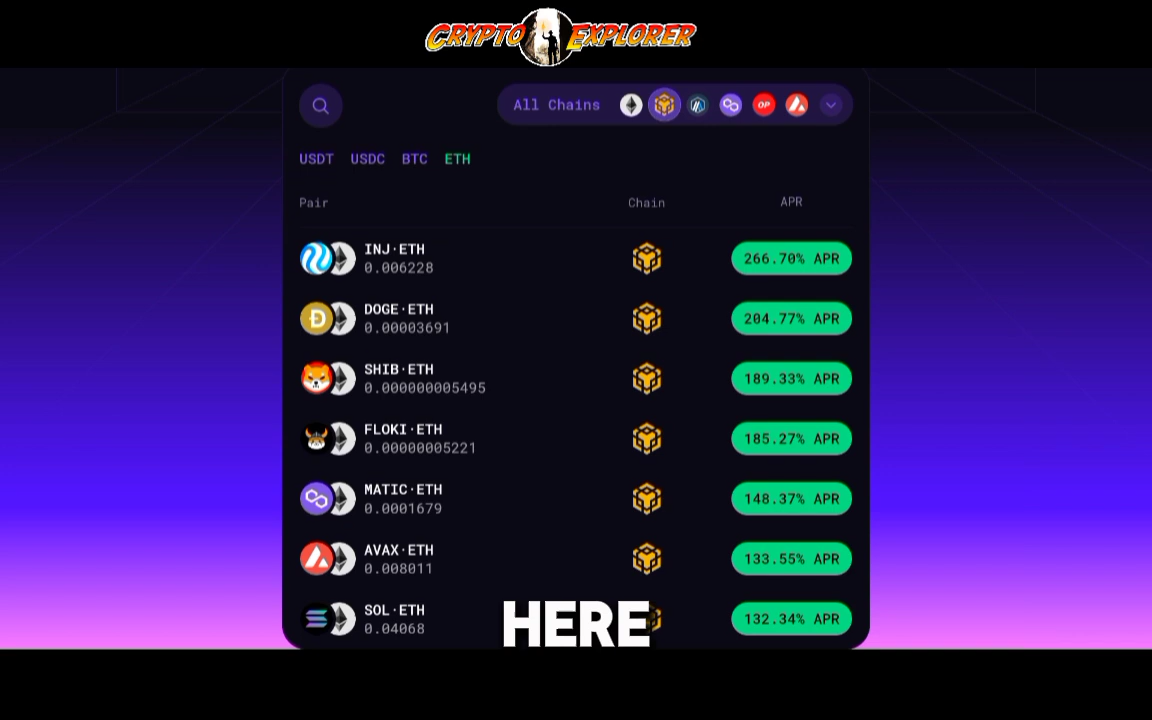 CRYPTO EXPLORER
All Chains OP
USDT USDC BTC ETH
Pair Chain APR
INJ·ETH
0.006228
266.70% APR
DOGE·ETH
0.00003691
204.77% APR
SHIB·ETH
0.000000005495
189.33% APR
FLOKI·ETH
0.00000005221
185.27% APR
MATIC·ETH
0.0001679
148.37% APR
AVAX·ETH
0.008011
133.55% APR
SOL·ETH
0.04068
132.34% APR
HERE